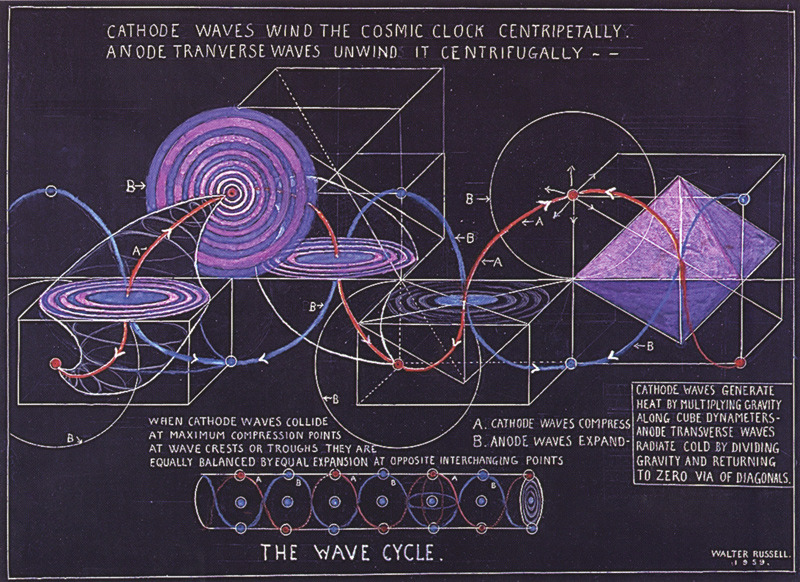 CATHODE WAVES WIND THE COSMIC CLOCK CENTRIPETALLY.
ANODE TRANVERSE WAVES UNWIND IT CENTRIFUGALLY - -
B
A
B
B
A
A
B
B
B
B
WHEN CATHODE WAVES COLLIDE
AT MAXIMUM COMPRESSION POINTS
AT WAVE CRESTS OR TROUGHS THEY ARE
EQUALLY BALANCED BY EQUAL EXPANSION AT OPPOSITE INTERCHANGING POINTS
A. CATHODE WAVES COMPRESS
B. ANODE WAVES EXPAND-
CATHODE WAVES GENERATE
HEAT BY MULTIPLYING GRAVITY
ALONG CUBE DYNAMETERS-
ANODE TRANSVERSE WAVES
RADIATE COLD BY DIVIDING
GRAVITY AND RETURNING
TO ZERO VIA OF DIAGONALS.
A B A B A B
THE WAVE CYCLE.
WALTER RUSSELL.
1959.